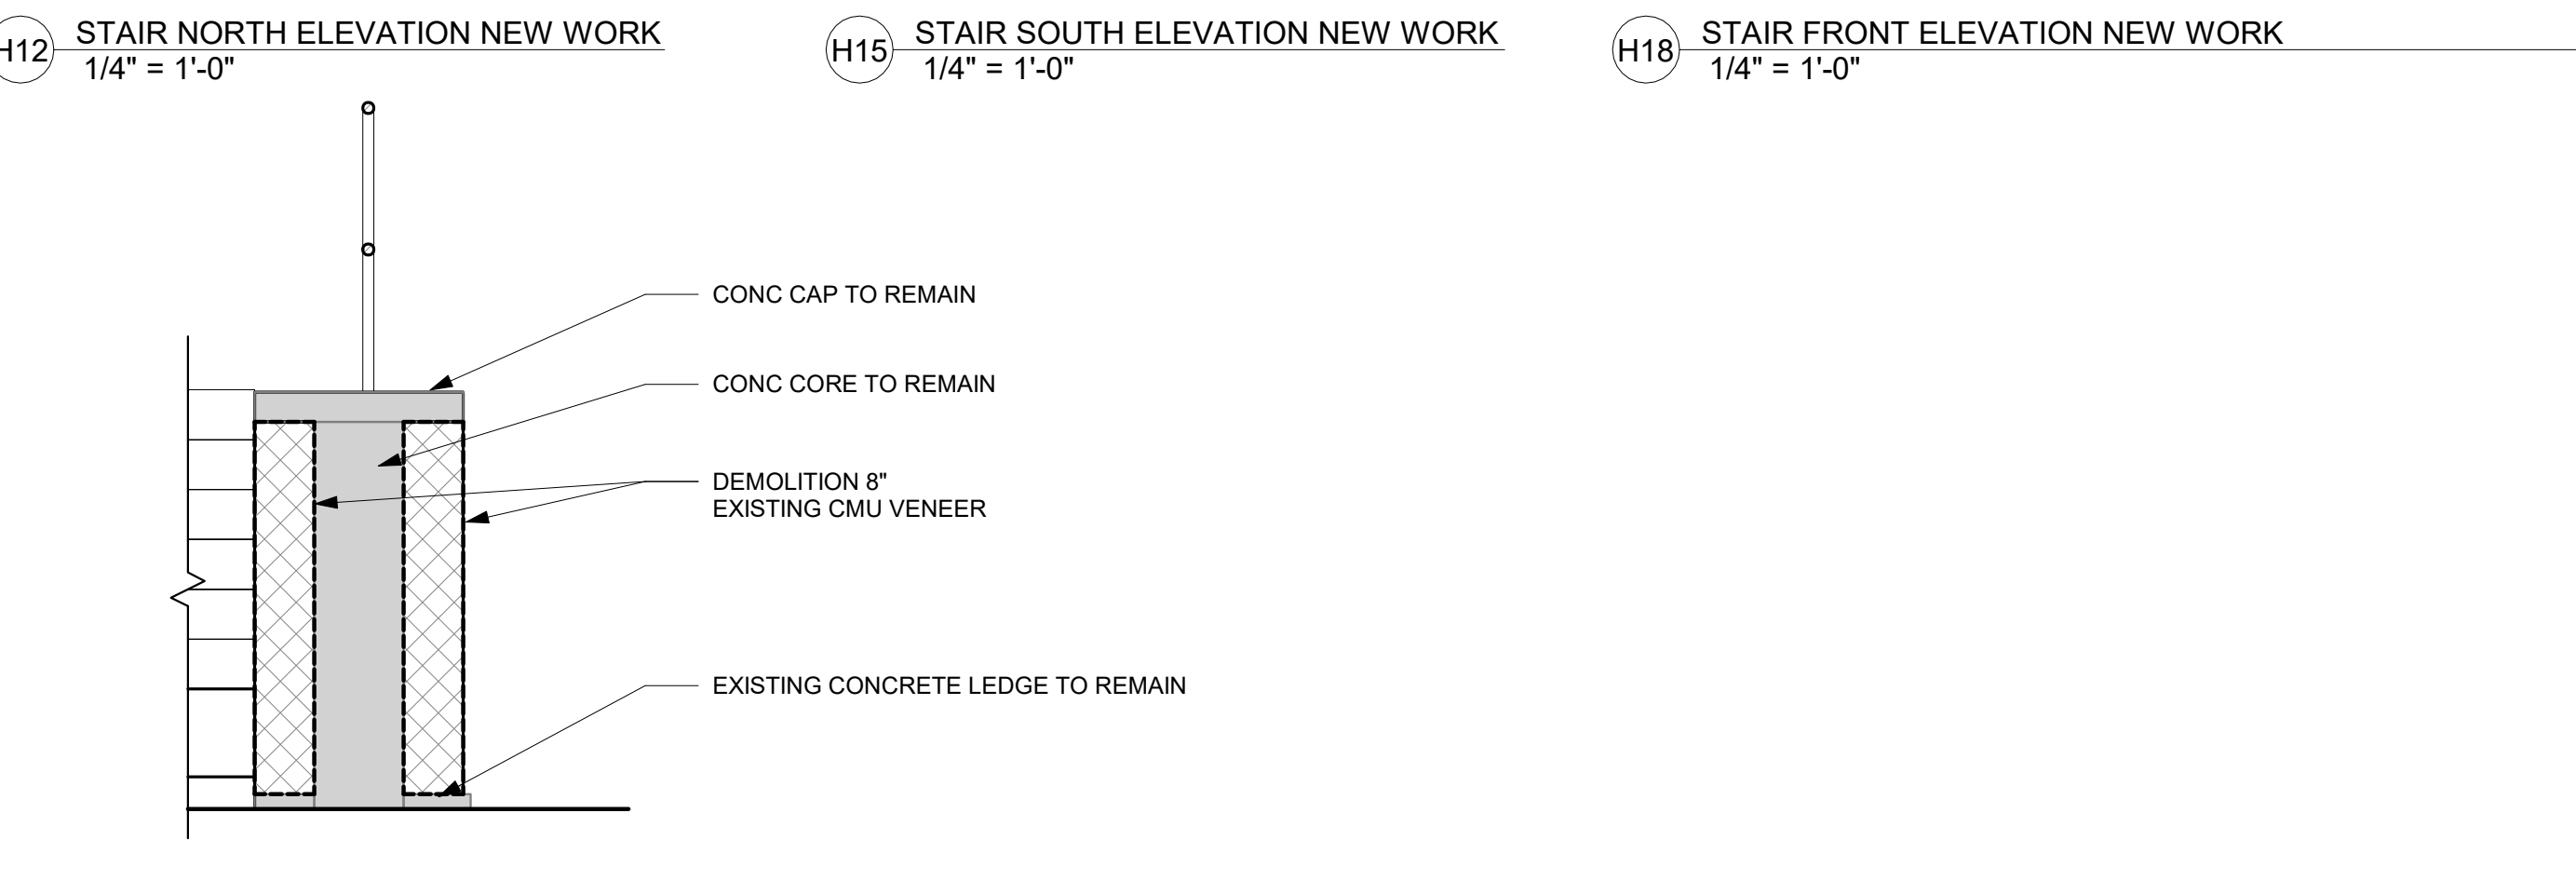 H12 STAIR NORTH ELEVATION NEW WORK
1/4" = 1'-0"
H15 STAIR SOUTH ELEVATION NEW WORK
1/4" = 1'-0"
H18 STAIR FRONT ELEVATION NEW WORK
1/4" = 1'-0"
CONC CAP TO REMAIN
CONC CORE TO REMAIN
DEMOLITION 8"
EXISTING CMU VENEER
EXISTING CONCRETE LEDGE TO REMAIN